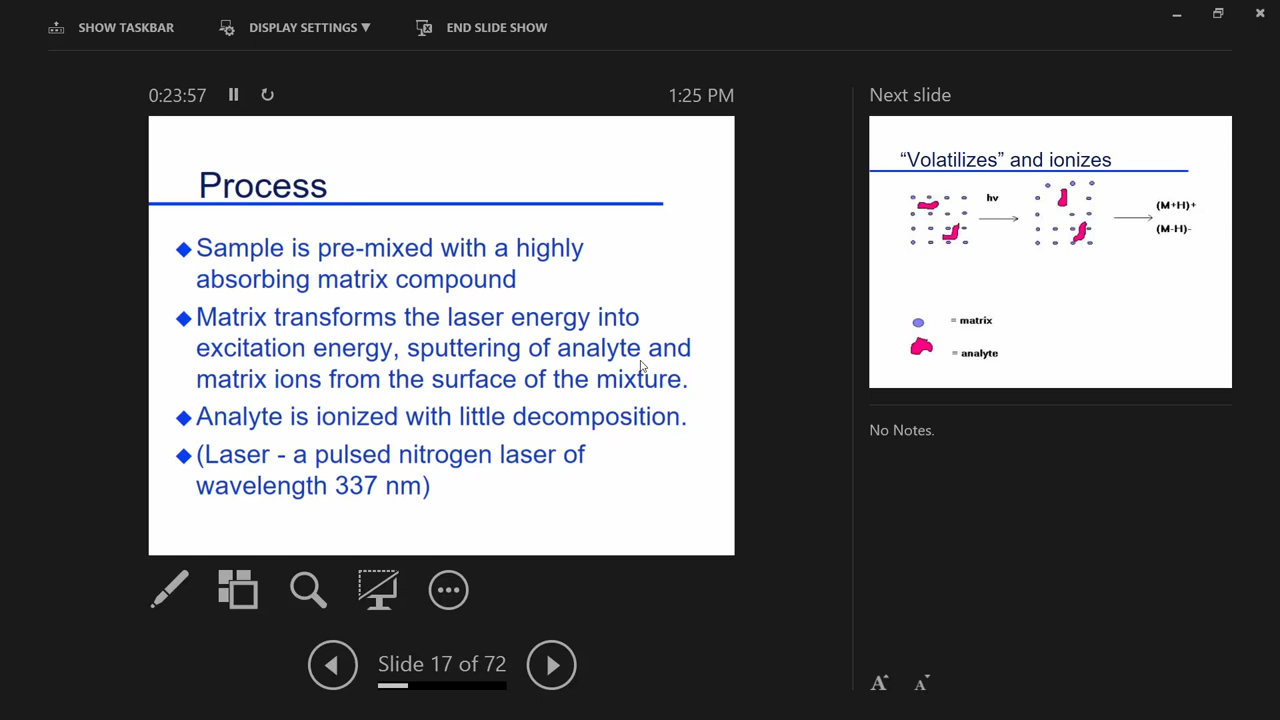 SHOW TASKBAR
DISPLAY SETTINGS ▼
END SLIDE SHOW
0:23:57
1:25 PM
Process
◆ Sample is pre-mixed with a highly
absorbing matrix compound
◆ Matrix transforms the laser energy into
excitation energy, sputtering of analyte and
matrix ions from the surface of the mixture.
◆ Analyte is ionized with little decomposition.
◆ (Laser - a pulsed nitrogen laser of
wavelength 337 nm)
Slide 17 of 72
Next slide
“Volatilizes” and ionizes
hv
(M+H)+
(M-H)-
= matrix
= analyte
No Notes.
A A